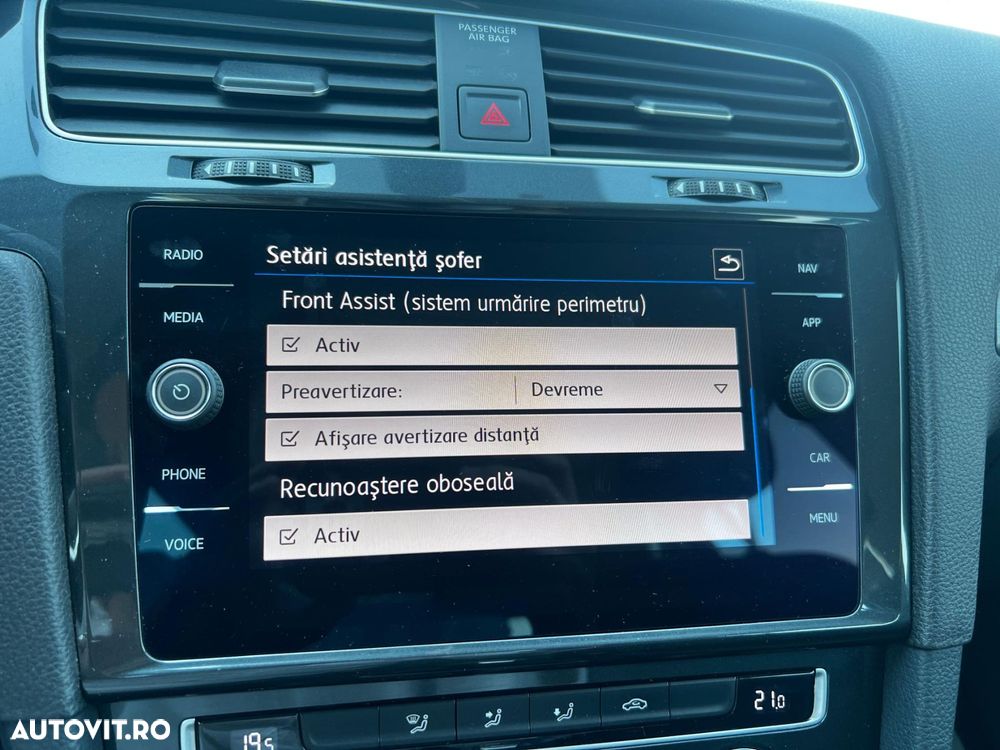 PASSENGER
AIR BAG
RADIO
MEDIA
PHONE
VOICE
Setări asistenţă şofer
Front Assist (sistem urmărire perimetru)
Activ
Preavertizare: Devreme
Afişare avertizare distanţă
Recunoaştere oboseală
Activ
NAV
APP
CAR
MENU
19.5
21.0
AUTOVIT.RO